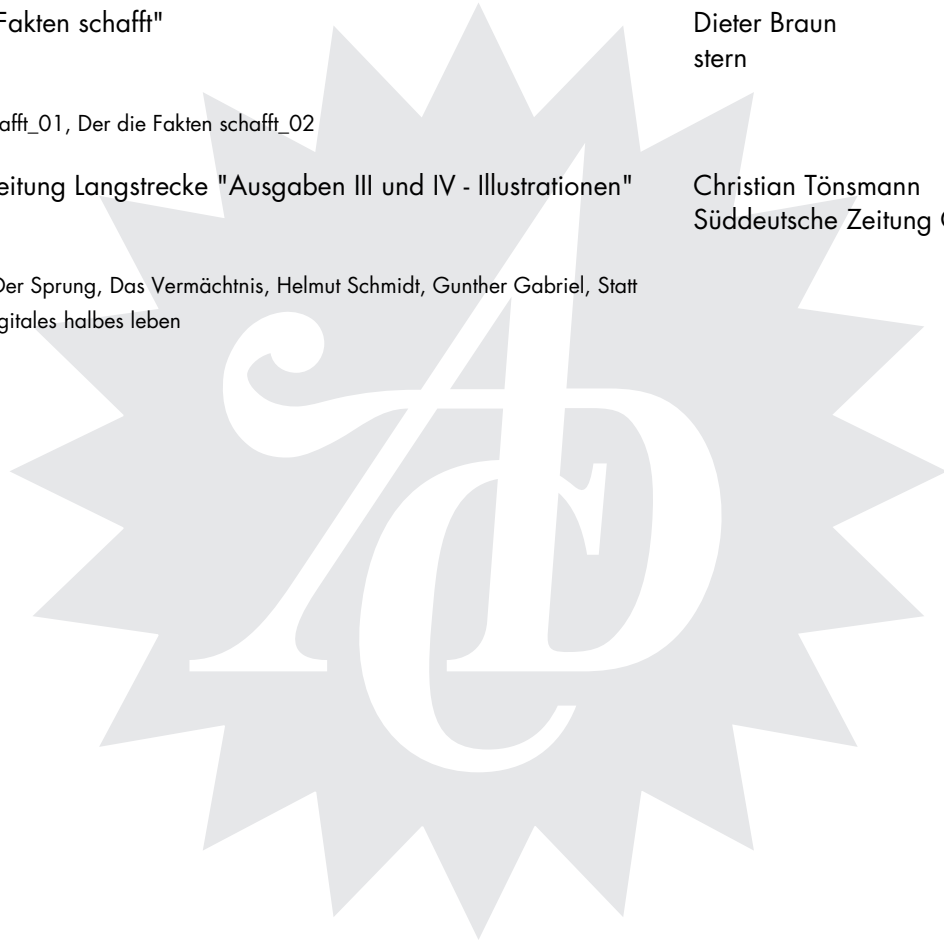 Fakten schafft"
Dieter Braun
stern
afft_01, Der die Fakten schafft_02
eitung Langstrecke "Ausgaben III und IV - Illustrationen"
Christian Tönsmann
Süddeutsche Zeitung
Der Sprung, Das Vermächtnis, Helmut Schmidt, Gunther Gabriel, Statt
gitales halbes leben
ADC